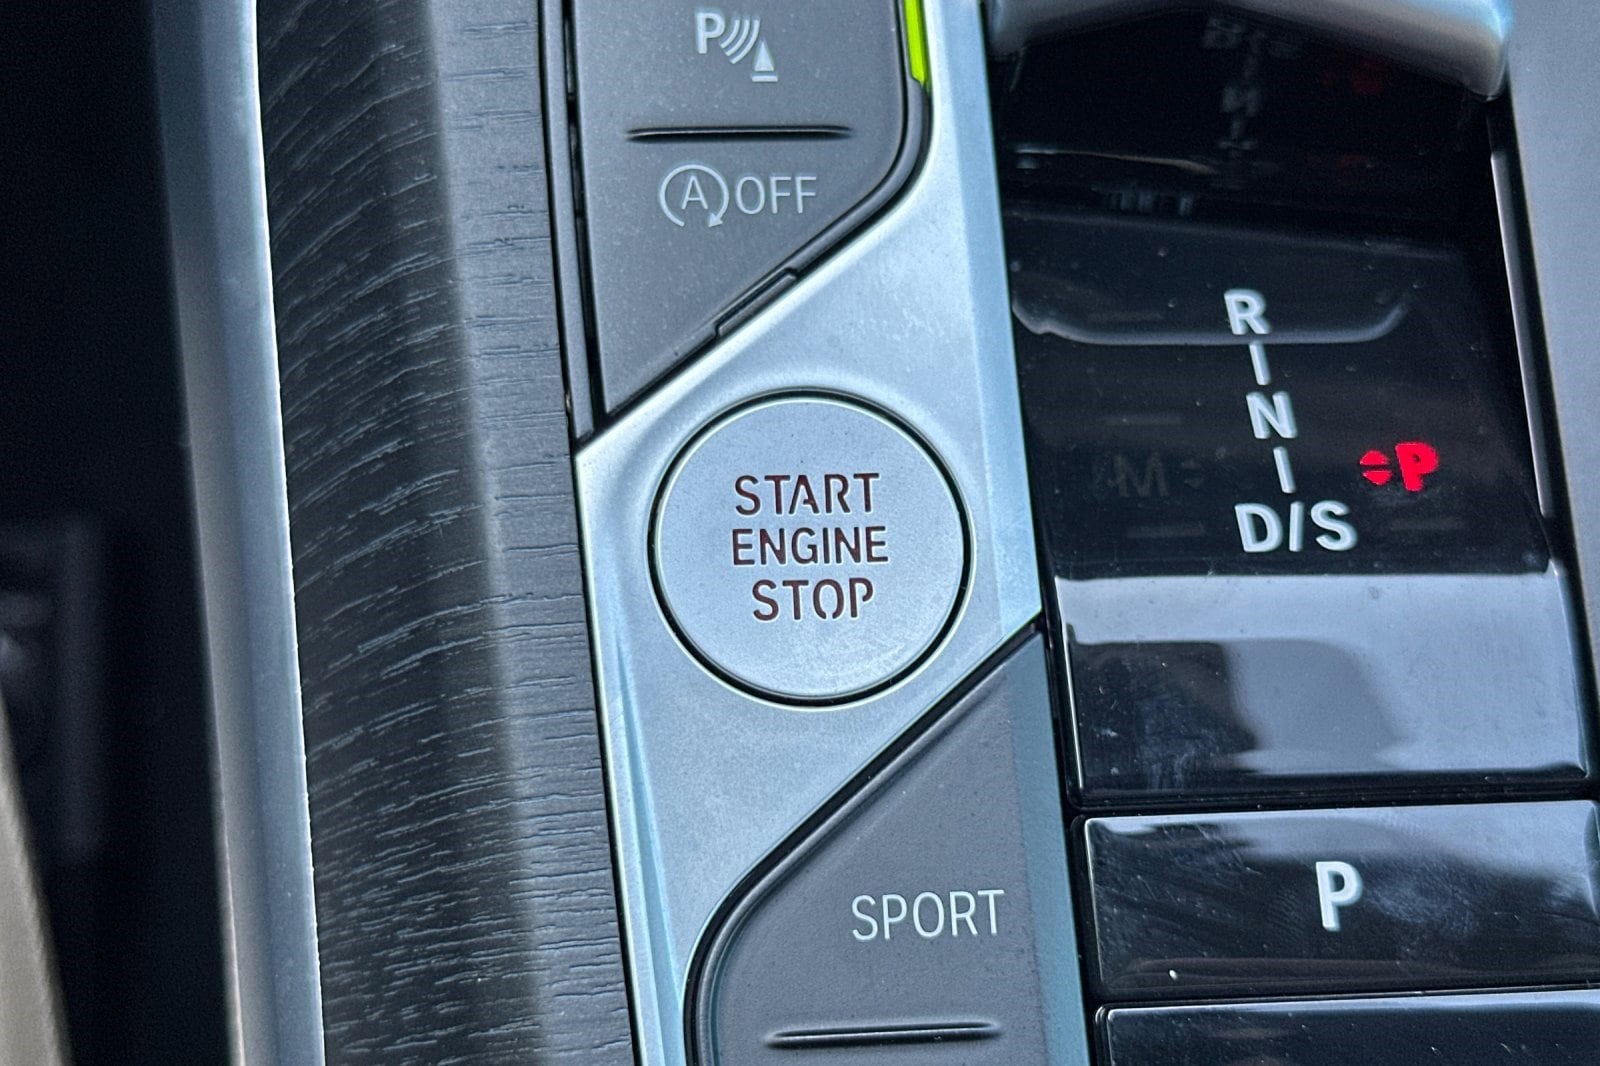 P
A OFF
START
ENGINE
STOP
R
N
P
D/S
SPORT
P